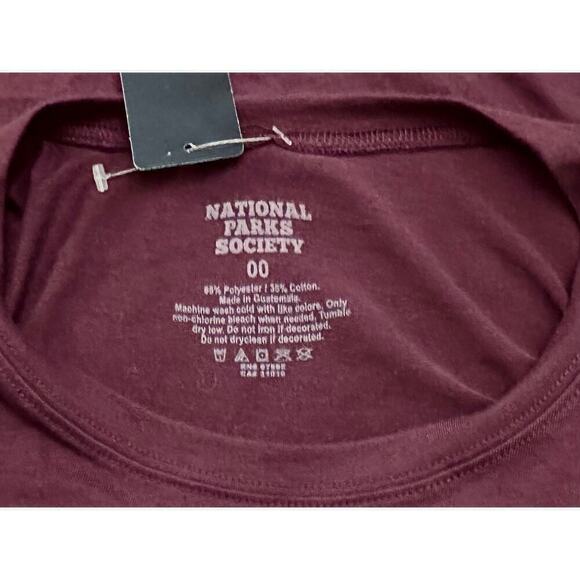 NATIONAL
PARKS
SOCIETY
00
65% Polyester / 35% Cotton.
Made in Guatemala.
Machine wash cold with like colors. Only
non-chlorine bleach when needed. Tumble
dry low. Do not iron if decorated.
Do not dryclean if decorated.